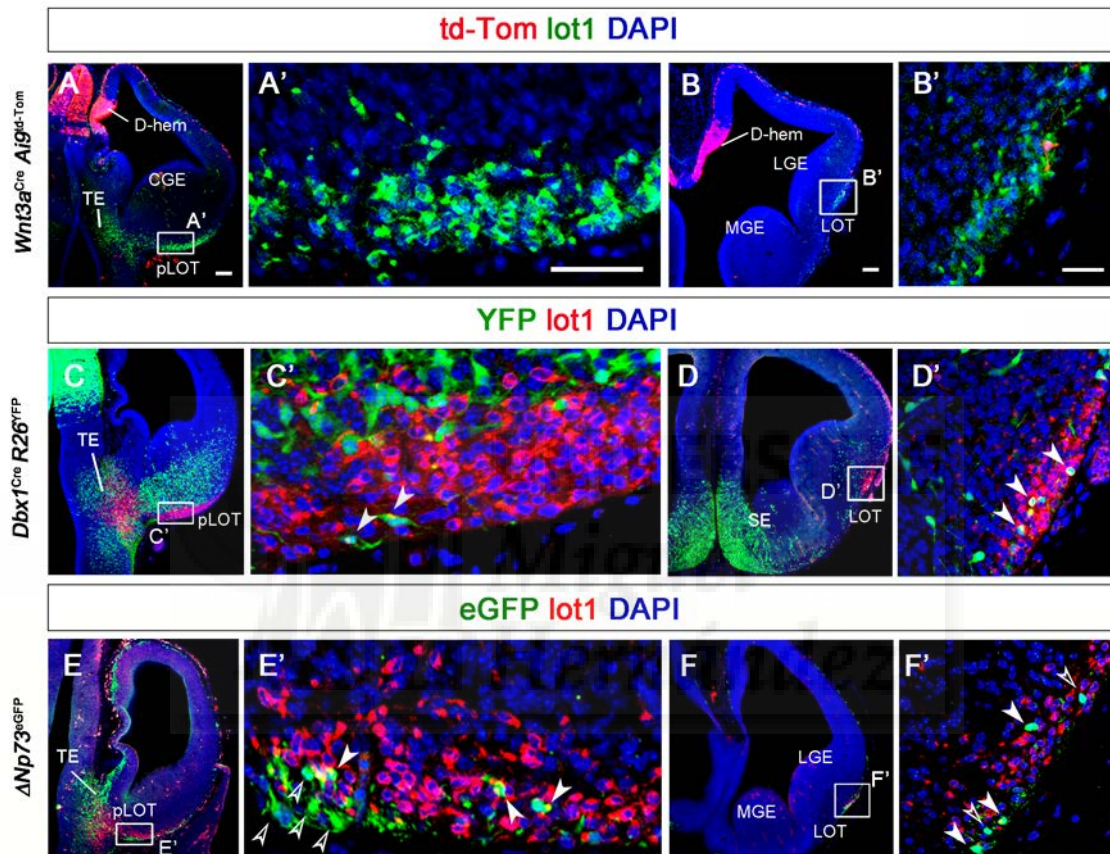 td-Tom lot1 DAPI
Wnt3a Cre Ai9 td-Tom
A
D-hem
CGE
TE
A'
pLOT
A'
B
D-hem
LGE
B'
MGE
LOT
B'
YFP lot1 DAPI
Dbx1 Cre R26 YFP
C
TE
C'
pLOT
C'
D
D'
SE
LOT
D'
eGFP lot1 DAPI
ΔNp73 eGFP
E
TE
pLOT
E'
E'
F
LGE
F'
MGE
LOT
F'
Miguel
Hernández